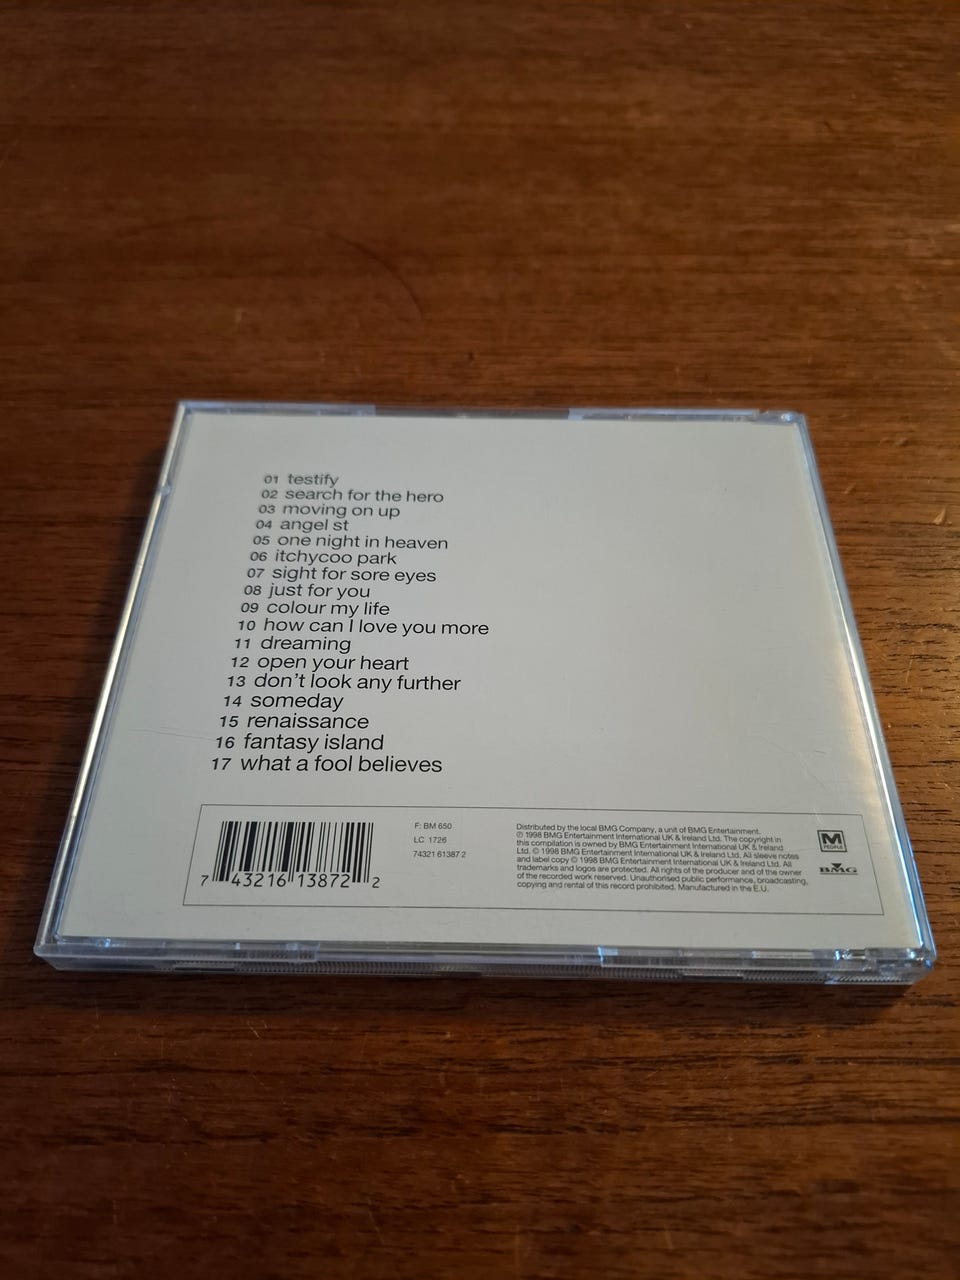 01 testify
02 search for the hero
03 moving on up
04 angel st
05 one night in heaven
06 itchycoo park
07 sight for sore eyes
08 just for you
09 colour my life
10 how can I love you more
11 dreaming
12 open your heart
13 don't look any further
14 someday
15 renaissance
16 fantasy island
17 what a fool believes
7 43216 13872 2
F: BM 650
LC 1726
74321 61387 2
Distributed by the local BMG Company, a unit of BMG Entertainment.
℗ 1998 BMG Entertainment International UK & Ireland Ltd. The copyright in
this compilation is owned by BMG Entertainment International UK & Ireland
Ltd. © 1998 BMG Entertainment International UK & Ireland Ltd. All sleeve notes
and label copy © 1998 BMG Entertainment International UK & Ireland Ltd. All
trademarks and logos are protected. All rights of the producer and of the owner
of the recorded work reserved. Unauthorised public performance, broadcasting,
copying and rental of this record prohibited. Manufactured in the E.U.
M
PEOPLE
BMG